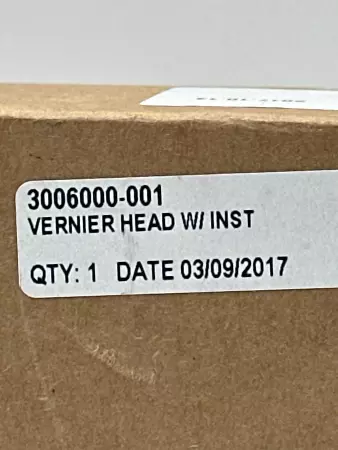 3006000-001
VERNIER HEAD W/ INST
QTY: 1 DATE 03/09/2017